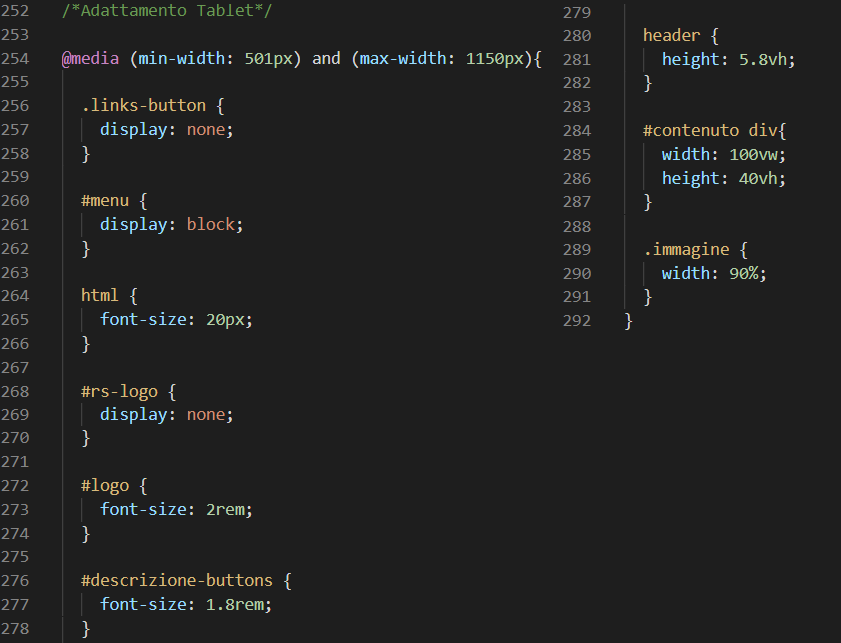 252 /*Adattamento Tablet*/
253
254 @media (min-width: 501px) and (max-width: 1150px){
255
256 .links-button {
257 display: none;
258 }
259
260 #menu {
261 display: block;
262 }
263
264 html {
265 font-size: 20px;
266 }
267
268 #rs-logo {
269 display: none;
270 }
271
272 #logo {
273 font-size: 2rem;
274 }
275
276 #descrizione-buttons {
277 font-size: 1.8rem;
278 }
279
280 header {
281 height: 5.8vh;
282 }
283
284 #contenuto div{
285 width: 100vw;
286 height: 40vh;
287 }
288
289 .immagine {
290 width: 90%;
291 }
292 }